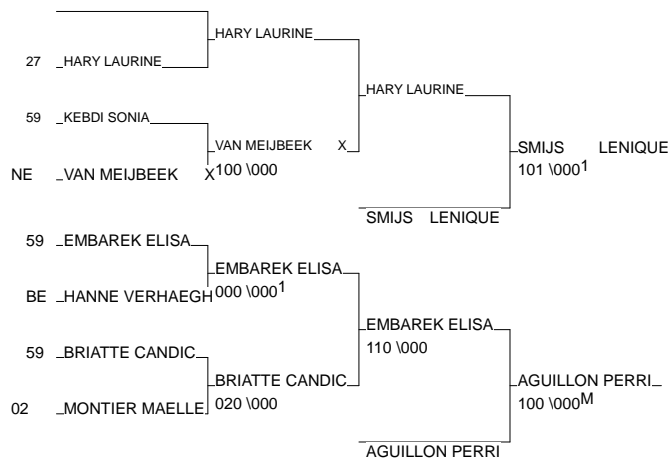 HARY LAURINE
27 HARY LAURINE
HARY LAURINE
59 KEBDI SONIA
VAN MEIJBEEK X
100 \000
SMIJS LENIQUE
101 \000 1
NE VAN MEIJBEEK X
SMIJS LENIQUE
59 EMBAREK ELISA
EMBAREK ELISA
000 \000 1
BE HANNE VERHAEGH
EMBAREK ELISA
110 \000
59 BRIATTE CANDIC
BRIATTE CANDIC
020 \000
AGUILLON PERRI
100 \000 M
02 MONTIER MAELLE
AGUILLON PERRI